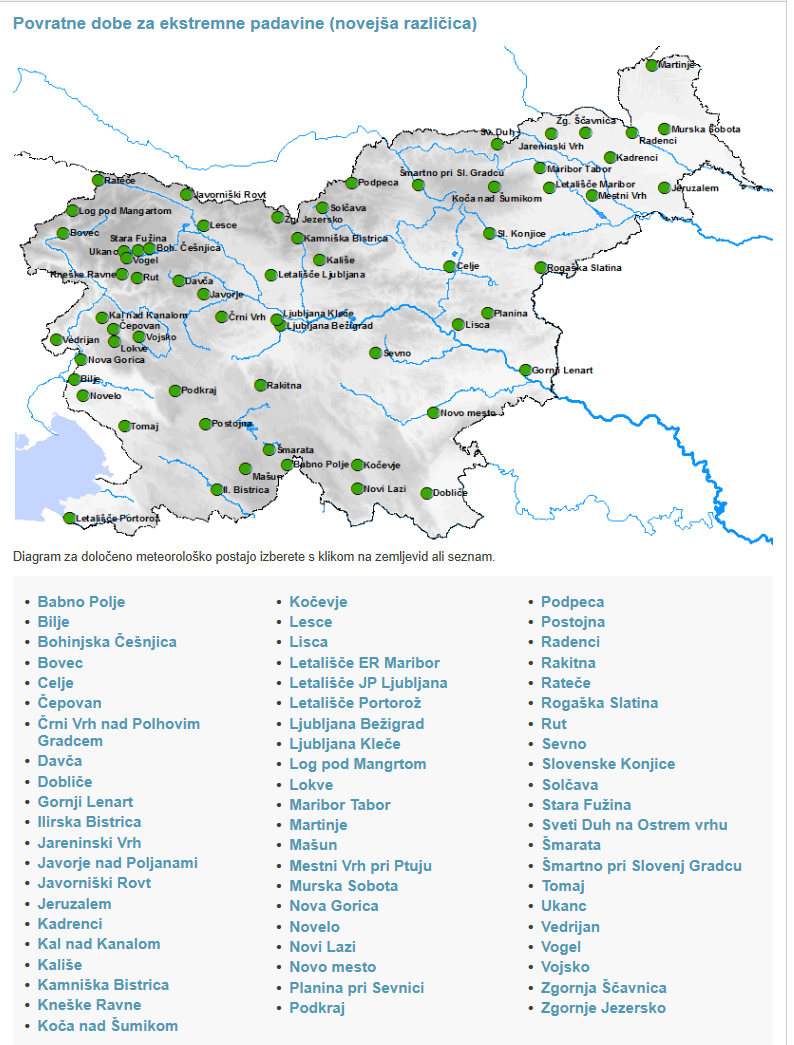 Povratne dobe za ekstremne padavine (novejša različica)
Martinje
Zg. Ščavnica
Sv. Duh
Murska Sobota
Radenci
Jareninski Vrh
Kadrenci
Maribor Tabor
Šmartno pri Sl. Gradcu
Podpeca
Rateče
Letališče Maribor
Jeruzalem
Javorniški Rovt
Mestni Vrh
Koča nad Šumikom
Solčava
Log pod Mangartom
Zg. Jezersko
Lesce
Bovec
Sl. Konjice
Stara Fužina
Kamniška Bistrica
Boh. Češnjica
Ukanc
Vogel
Kališe
Celje
Rogaška Slatina
Kneške Ravne
Rut
Letališče Ljubljana
Davča
Javorje
Kal nad Kanalom
Črni Vrh
Ljubljana Kleče
Planina
Čepovan
Ljubljana Bežigrad
Lisca
Vojsko
Vedrijan
Lokve
Sevno
Nova Gorica
Gornji Lenart
Bilje
Rakitna
Podkraj
Novelo
Novo mesto
Postojna
Tomaj
Šmarata
Babno Polje
Kočevje
Mašun
Il. Bistrica
Novi Lazi
Dobliče
Letališče Portorož
Diagram za določeno meteorološko postajo izberete s klikom na zemljevid ali seznam.
• Babno Polje
• Bilje
• Bohinjska Češnjica
• Bovec
• Celje
• Čepovan
• Črni Vrh nad Polhovim
Gradcem
• Davča
• Dobliče
• Gornji Lenart
• Ilirska Bistrica
• Jareninski Vrh
• Javorje nad Poljanami
• Javorniški Rovt
• Jeruzalem
• Kadrenci
• Kal nad Kanalom
• Kališe
• Kamniška Bistrica
• Kneške Ravne
• Koča nad Šumikom
• Kočevje
• Lesce
• Lisca
• Letališče ER Maribor
• Letališče JP Ljubljana
• Letališče Portorož
• Ljubljana Bežigrad
• Ljubljana Kleče
• Log pod Mangrtom
• Lokve
• Maribor Tabor
• Martinje
• Mašun
• Mestni Vrh pri Ptuju
• Murska Sobota
• Nova Gorica
• Novelo
• Novi Lazi
• Novo mesto
• Planina pri Sevnici
• Podkraj
• Podpeca
• Postojna
• Radenci
• Rakitna
• Rateče
• Rogaška Slatina
• Rut
• Sevno
• Slovenske Konjice
• Solčava
• Stara Fužina
• Sveti Duh na Ostrem vrhu
• Šmarata
• Šmartno pri Slovenj Gradcu
• Tomaj
• Ukanc
• Vedrijan
• Vogel
• Vojsko
• Zgornja Ščavnica
• Zgornje Jezersko